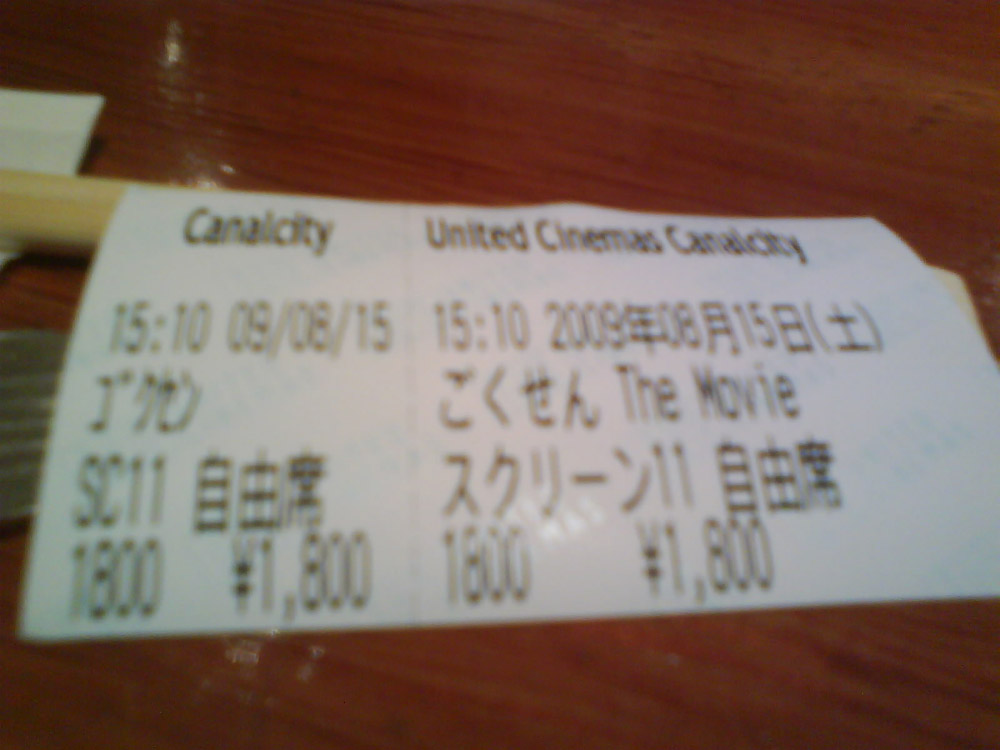 Canalcity
15:10 09/08/15
ｺﾞｸｾﾝ
SC11 自由席
1800 ¥1,800
United Cinemas Canalcity
15:10 2009年08月15日(土)
ごくせん The Movie
スクリーン11 自由席
1800 ¥1,800